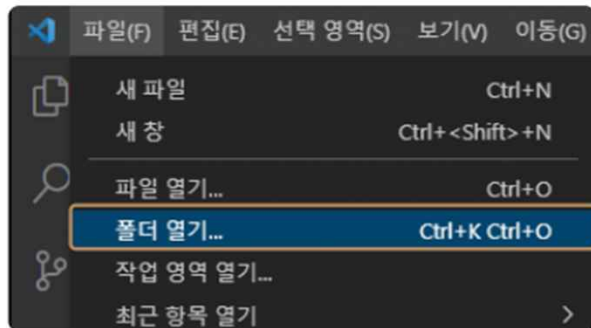 파일(F) 편집(E) 선택 영역(S) 보기(V) 이동(G)
새 파일 Ctrl+N
새 창 Ctrl+<Shift>+N
파일 열기... Ctrl+O
폴더 열기... Ctrl+K Ctrl+O
작업 영역 열기...
최근 항목 열기